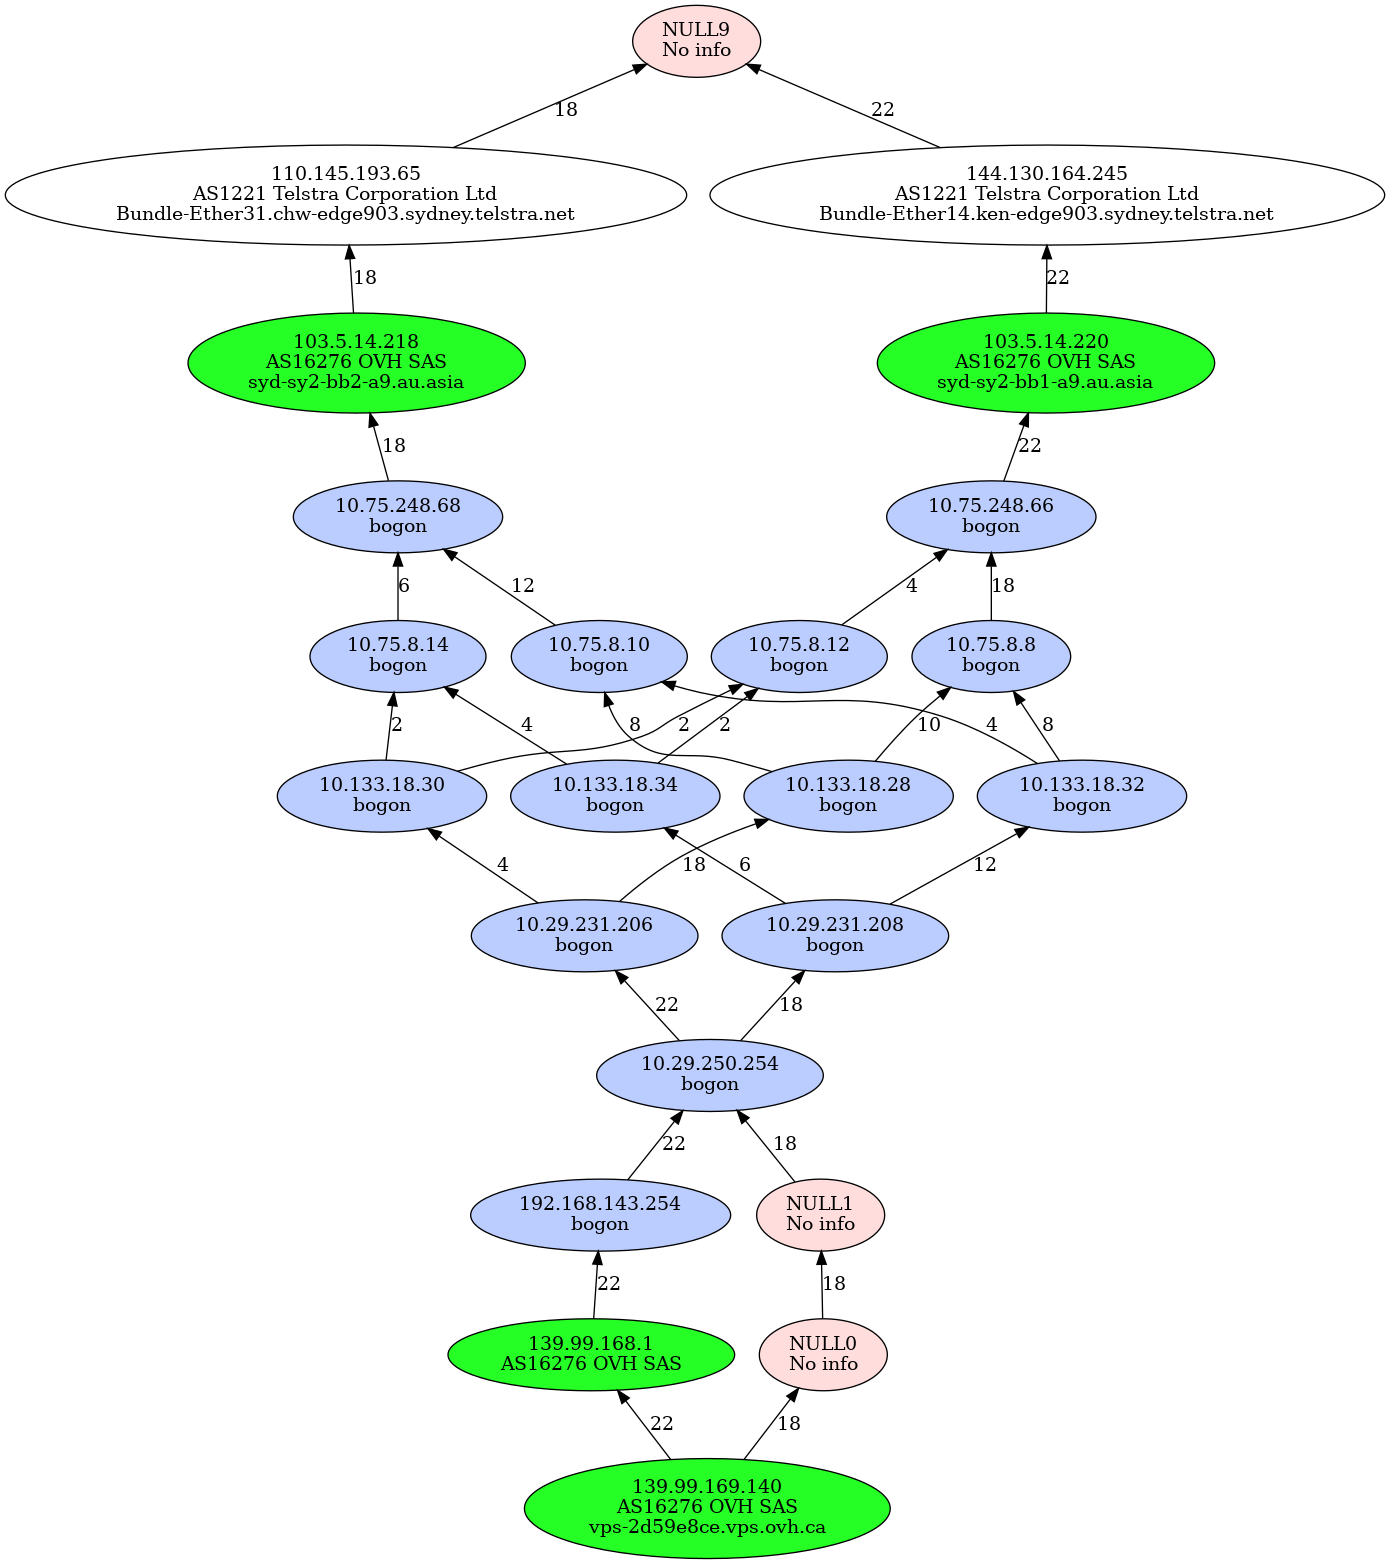 NULL9
No info
18
22
110.145.193.65
AS1221 Telstra Corporation Ltd
Bundle-Ether31.chw-edge903.sydney.telstra.net
144.130.164.245
AS1221 Telstra Corporation Ltd
Bundle-Ether14.ken-edge903.sydney.telstra.net
18
22
103.5.14.218
AS16276 OVH SAS
syd-sy2-bb2-a9.au.asia
103.5.14.220
AS16276 OVH SAS
syd-sy2-bb1-a9.au.asia
18
22
10.75.248.68
bogon
10.75.248.66
bogon
6
12
4
18
10.75.8.14
bogon
10.75.8.10
bogon
10.75.8.12
bogon
10.75.8.8
bogon
2
4
8
2
2
10
4
8
10.133.18.30
bogon
10.133.18.34
bogon
10.133.18.28
bogon
10.133.18.32
bogon
4
18
6
12
10.29.231.206
bogon
10.29.231.208
bogon
22
18
10.29.250.254
bogon
22
18
192.168.143.254
bogon
NULL1
No info
22
18
139.99.168.1
AS16276 OVH SAS
NULL0
No info
22
18
139.99.169.140
AS16276 OVH SAS
vps-2d59e8ce.vps.ovh.ca